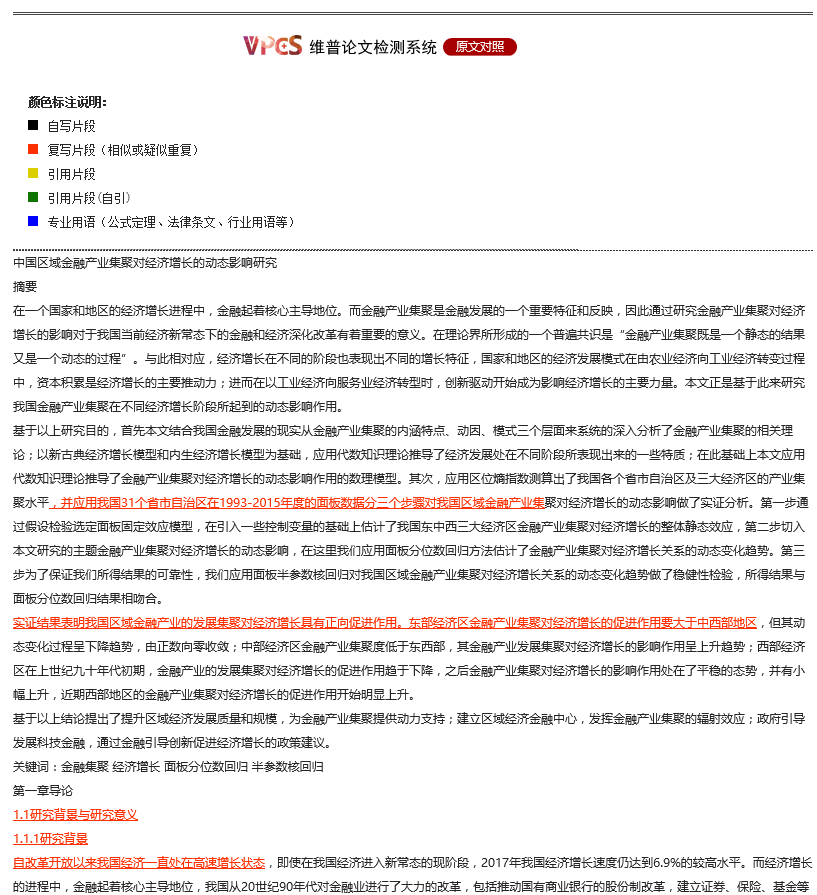 VPCS 维普论文检测系统 原文对照
颜色标注说明:
自写片段
复写片段（相似或疑似重复）
引用片段
引用片段(自引)
专业用语（公式定理、法律条文、行业用语等）
中国区域金融产业集聚对经济增长的动态影响研究
摘要
在一个国家和地区的经济增长进程中，金融起着核心主导地位。而金融产业集聚是金融发展的一个重要特征和反映，因此通过研究金融产业集聚对经济
增长的影响对于我国当前经济新常态下的金融和经济深化改革有着重要的意义。在理论界所形成的一个普遍共识是“金融产业集聚既是一个静态的结果
又是一个动态的过程”。与此相对应，经济增长在不同的阶段也表现出不同的增长特征，国家和地区的经济发展模式在由农业经济向工业经济转变过程
中，资本积累是经济增长的主要推动力；进而在以工业经济向服务业经济转型时，创新驱动开始成为影响经济增长的主要力量。本文正是基于此来研究
我国金融产业集聚在不同经济增长阶段所起到的动态影响作用。
基于以上研究目的，首先本文结合我国金融发展的现实从金融产业集聚的内涵特点、动因、模式三个层面来系统的深入分析了金融产业集聚的相关理
论；以新古典经济增长模型和内生经济增长模型为基础，应用代数知识理论推导了经济发展处在不同阶段所表现出来的一些特质；在此基础上本文应用
代数知识理论推导了金融产业集聚对经济增长的动态影响作用的数理模型。其次，应用区位熵指数测算出了我国各个省市自治区及三大经济区的产业集
聚水平，并应用我国31个省市自治区在1993-2015年度的面板数据分三个步骤对我国区域金融产业集聚对经济增长的动态影响做了实证分析。第一步通
过假设检验选定面板固定效应模型，在引入一些控制变量的基础上估计了我国东中西三大经济区金融产业集聚对经济增长的整体静态效应，第二步切入
本文研究的主题金融产业集聚对经济增长的动态影响，在这里我们应用面板分位数回归方法估计了金融产业集聚对经济增长关系的动态变化趋势。第三
步为了保证我们所得结果的可靠性，我们应用面板半参数核回归对我国区域金融产业集聚对经济增长关系的动态变化趋势做了稳健性检验，所得结果与
面板分位数回归结果相吻合。
实证结果表明我国区域金融产业的发展集聚对经济增长具有正向促进作用。东部经济区金融产业集聚对经济增长的促进作用要大于中西部地区，但其动
态变化过程呈下降趋势，由正数向零收敛；中部经济区金融产业集聚度低于东西部，其金融产业发展集聚对经济增长的影响作用呈上升趋势；西部经济
区在上世纪九十年代初期，金融产业的发展集聚对经济增长的促进作用趋于下降，之后金融产业集聚对经济增长的影响作用处在了平稳的态势，并有小
幅上升，近期西部地区的金融产业集聚对经济增长的促进作用开始明显上升。
基于以上结论提出了提升区域经济发展质量和规模，为金融产业集聚提供动力支持；建立区域经济金融中心，发挥金融产业集聚的辐射效应；政府引导
发展科技金融，通过金融引导创新促进经济增长的政策建议。
关键词：金融集聚 经济增长 面板分位数回归 半参数核回归
第一章导论
1.1研究背景与研究意义
1.1.1研究背景
自改革开放以来我国经济一直处在高速增长状态，即使在我国经济进入新常态的现阶段，2017年我国经济增长速度仍达到6.9%的较高水平。而经济增长
的进程中，金融起着核心主导地位，我国从20世纪90年代对金融业进行了大力的改革，包括推动国有商业银行的股份制改革，建立证券、保险、基金等